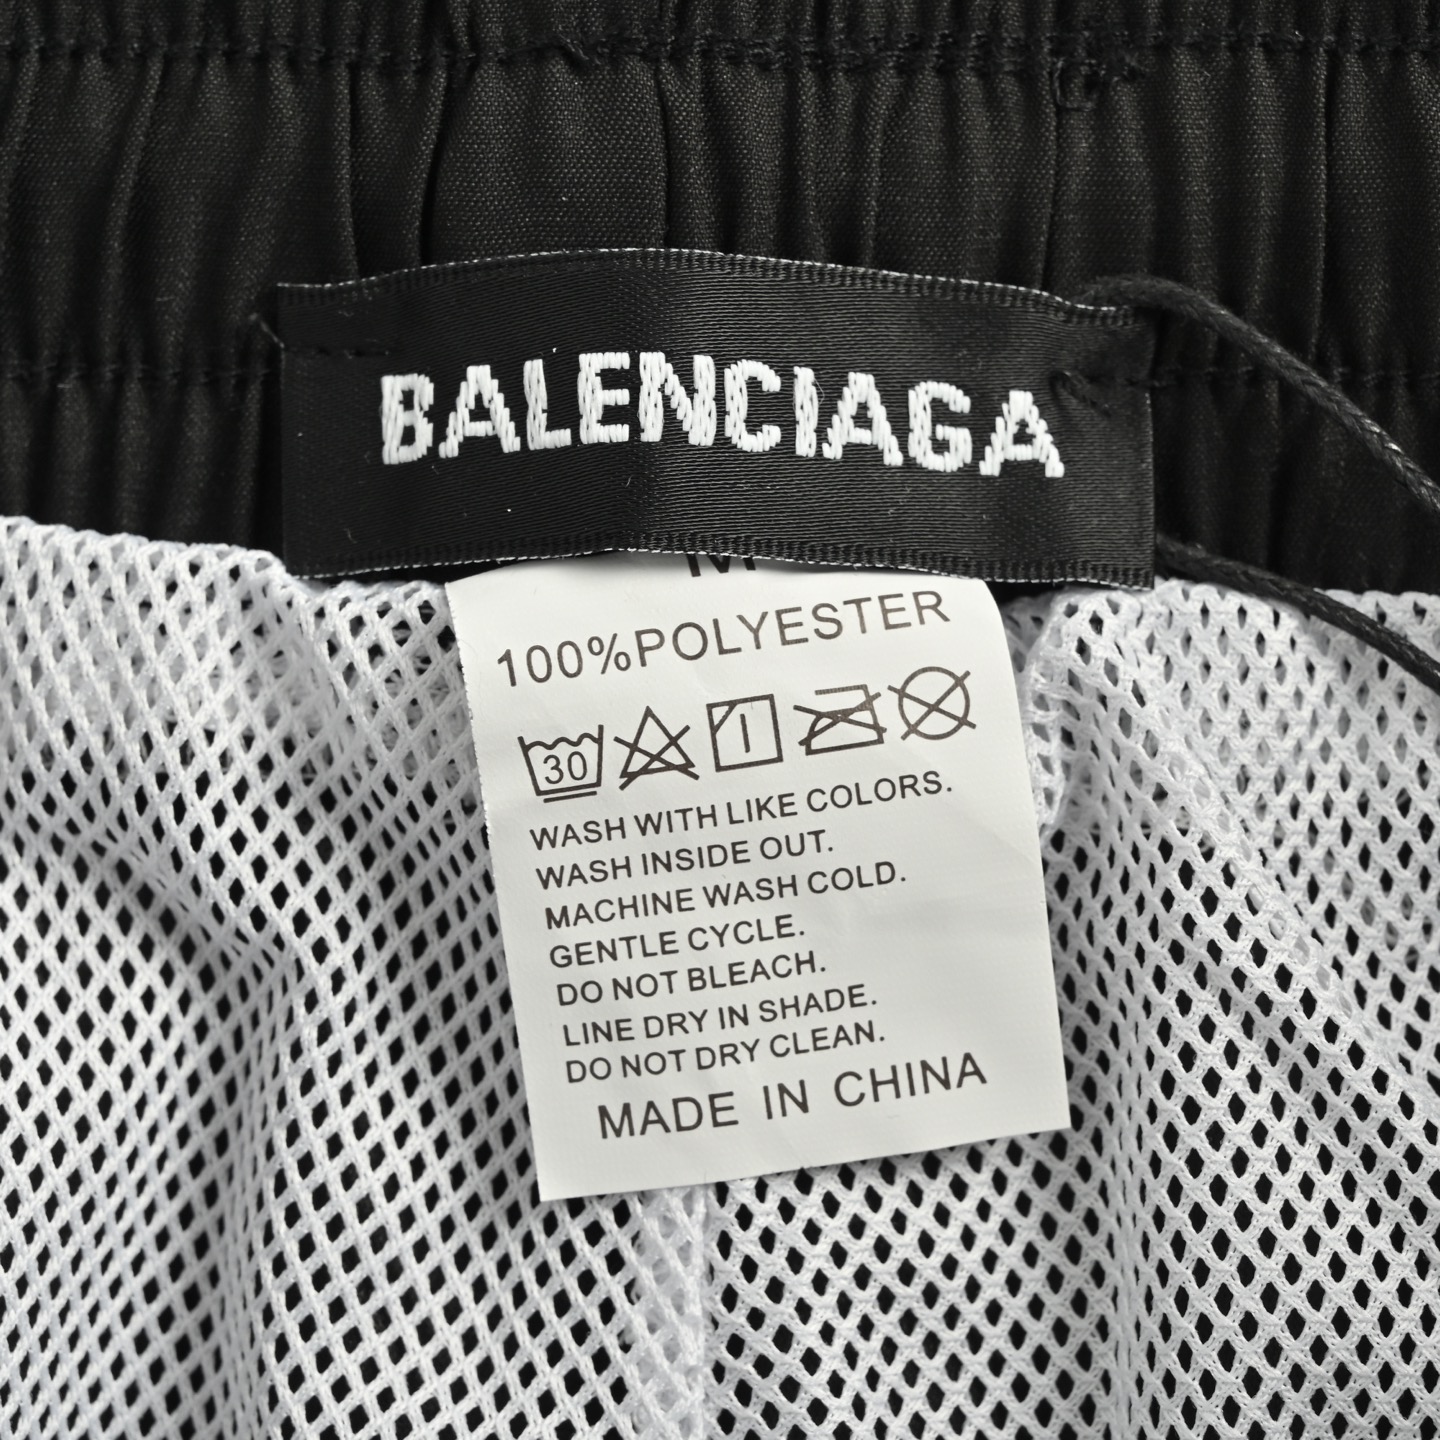 BALENCIAGA
M
100%POLYESTER
30
WASH WITH LIKE COLORS.
WASH INSIDE OUT.
MACHINE WASH COLD.
GENTLE CYCLE.
DO NOT BLEACH.
LINE DRY IN SHADE.
DO NOT DRY CLEAN.
MADE IN CHINA